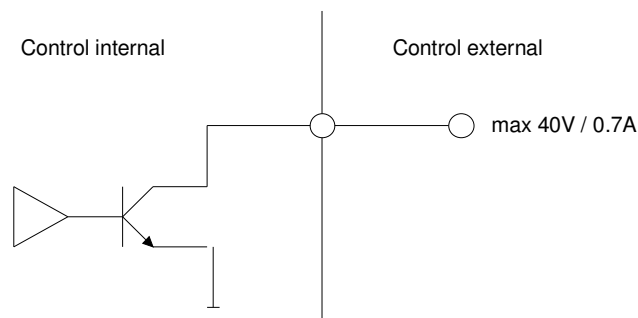 Control internal
Control external
max 40V / 0.7A